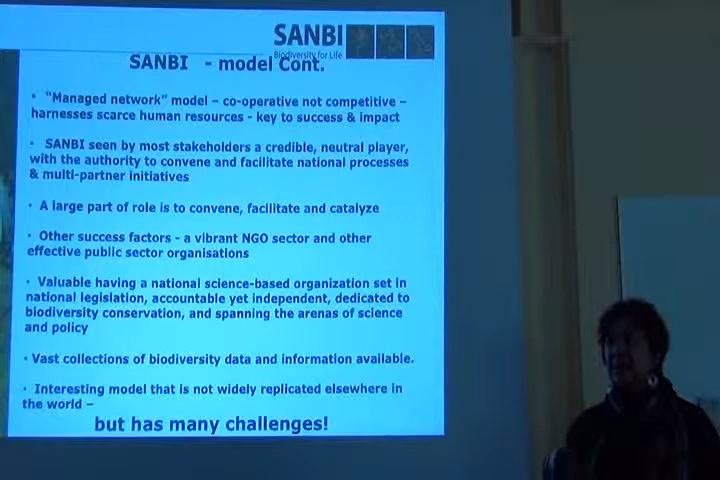 SANBI
Biodiversity for Life
SANBI - model Cont.
• “Managed network” model – co-operative not competitive –
harnesses scarce human resources - key to success & impact
• SANBI seen by most stakeholders a credible, neutral player,
with the authority to convene and facilitate national processes
& multi-partner initiatives
• A large part of role is to convene, facilitate and catalyze
• Other success factors - a vibrant NGO sector and other
effective public sector organisations
• Valuable having a national science-based organization set in
national legislation, accountable yet independent, dedicated to
biodiversity conservation, and spanning the arenas of science
and policy
• Vast collections of biodiversity data and information available.
• Interesting model that is not widely replicated elsewhere in
the world –
but has many challenges!